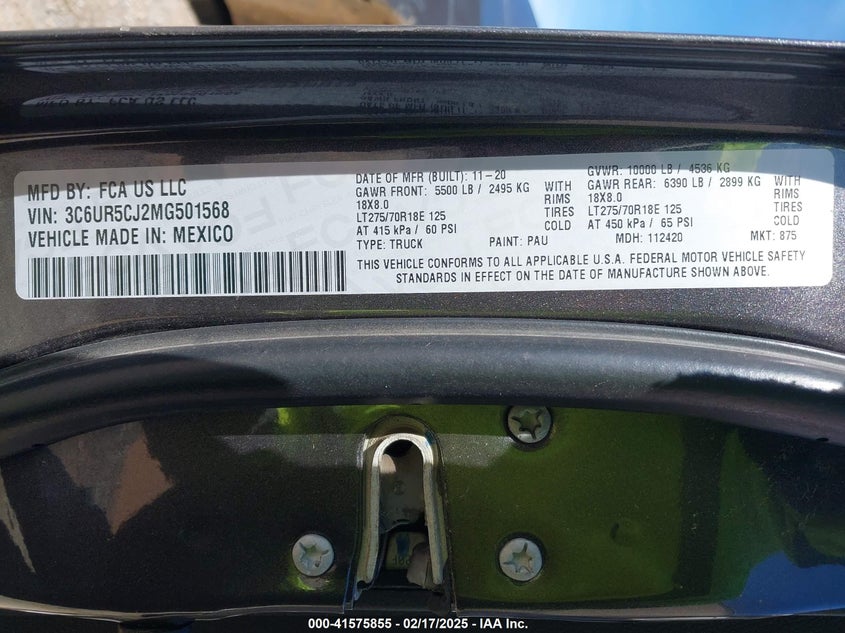 MFD BY: FCA US LLC
VIN: 3C6UR5CJ2MG501568
VEHICLE MADE IN: MEXICO
DATE OF MFR (BUILT): 11-20 GVWR: 10000 LB / 4536 KG
GAWR FRONT: 5500 LB / 2495 KG WITH GAWR REAR: 6390 LB / 2899 KG WITH
18X8.0 RIMS 18X8.0 RIMS
LT275/70R18E 125 TIRES LT275/70R18E 125 TIRES
AT 415 kPa / 60 PSI COLD AT 450 kPa / 65 PSI COLD
TYPE: TRUCK PAINT: PAU MDH: 112420 MKT: 875
THIS VEHICLE CONFORMS TO ALL APPLICABLE U.S.A. FEDERAL MOTOR VEHICLE SAFETY
STANDARDS IN EFFECT ON THE DATE OF MANUFACTURE SHOWN ABOVE.
000-41575855 - 02/17/2025 - IAA Inc.